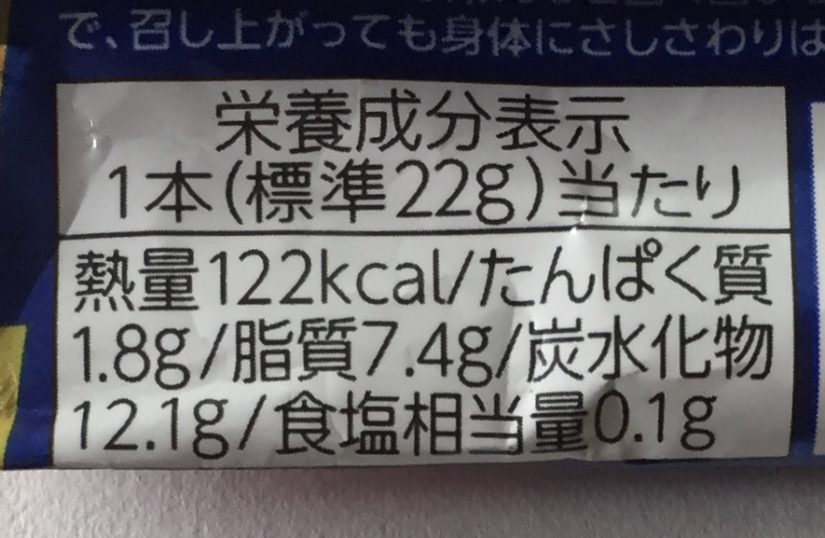 で、召し上がっても身体にさしさわりは
栄養成分表示
1本(標準22g)当たり
熱量122kcal/たんぱく質
1.8g/脂質7.4g/炭水化物
12.1g/食塩相当量0.1g